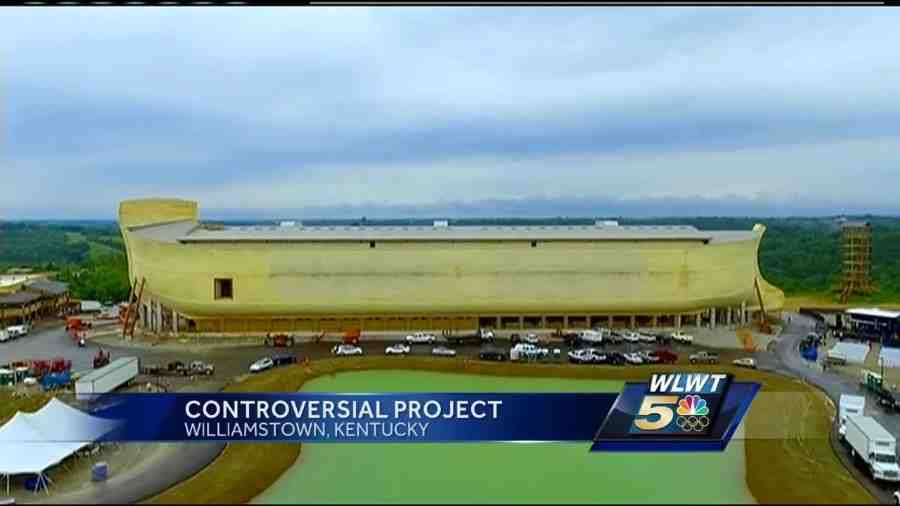 CONTROVERSIAL PROJECT
WILLIAMSTOWN, KENTUCKY
WLWT
5